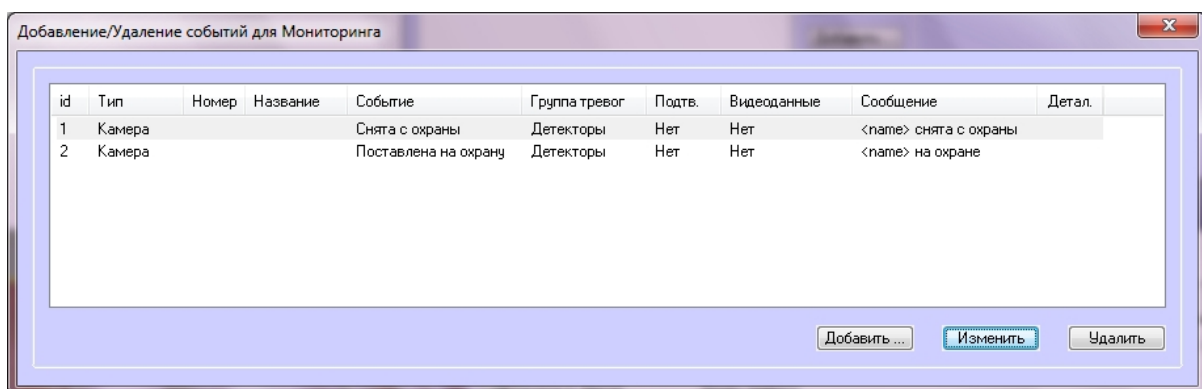 Добавление/Удаление событий для Мониторинга
id Тип Номер Название Событие Группа тревог Подтв. Видеоданные Сообщение Детал.
1 Камера Снята с охраны Детекторы Нет Нет <name> снята с охраны
2 Камера Поставлена на охрану Детекторы Нет Нет <name> на охране
Добавить ... Изменить Удалить